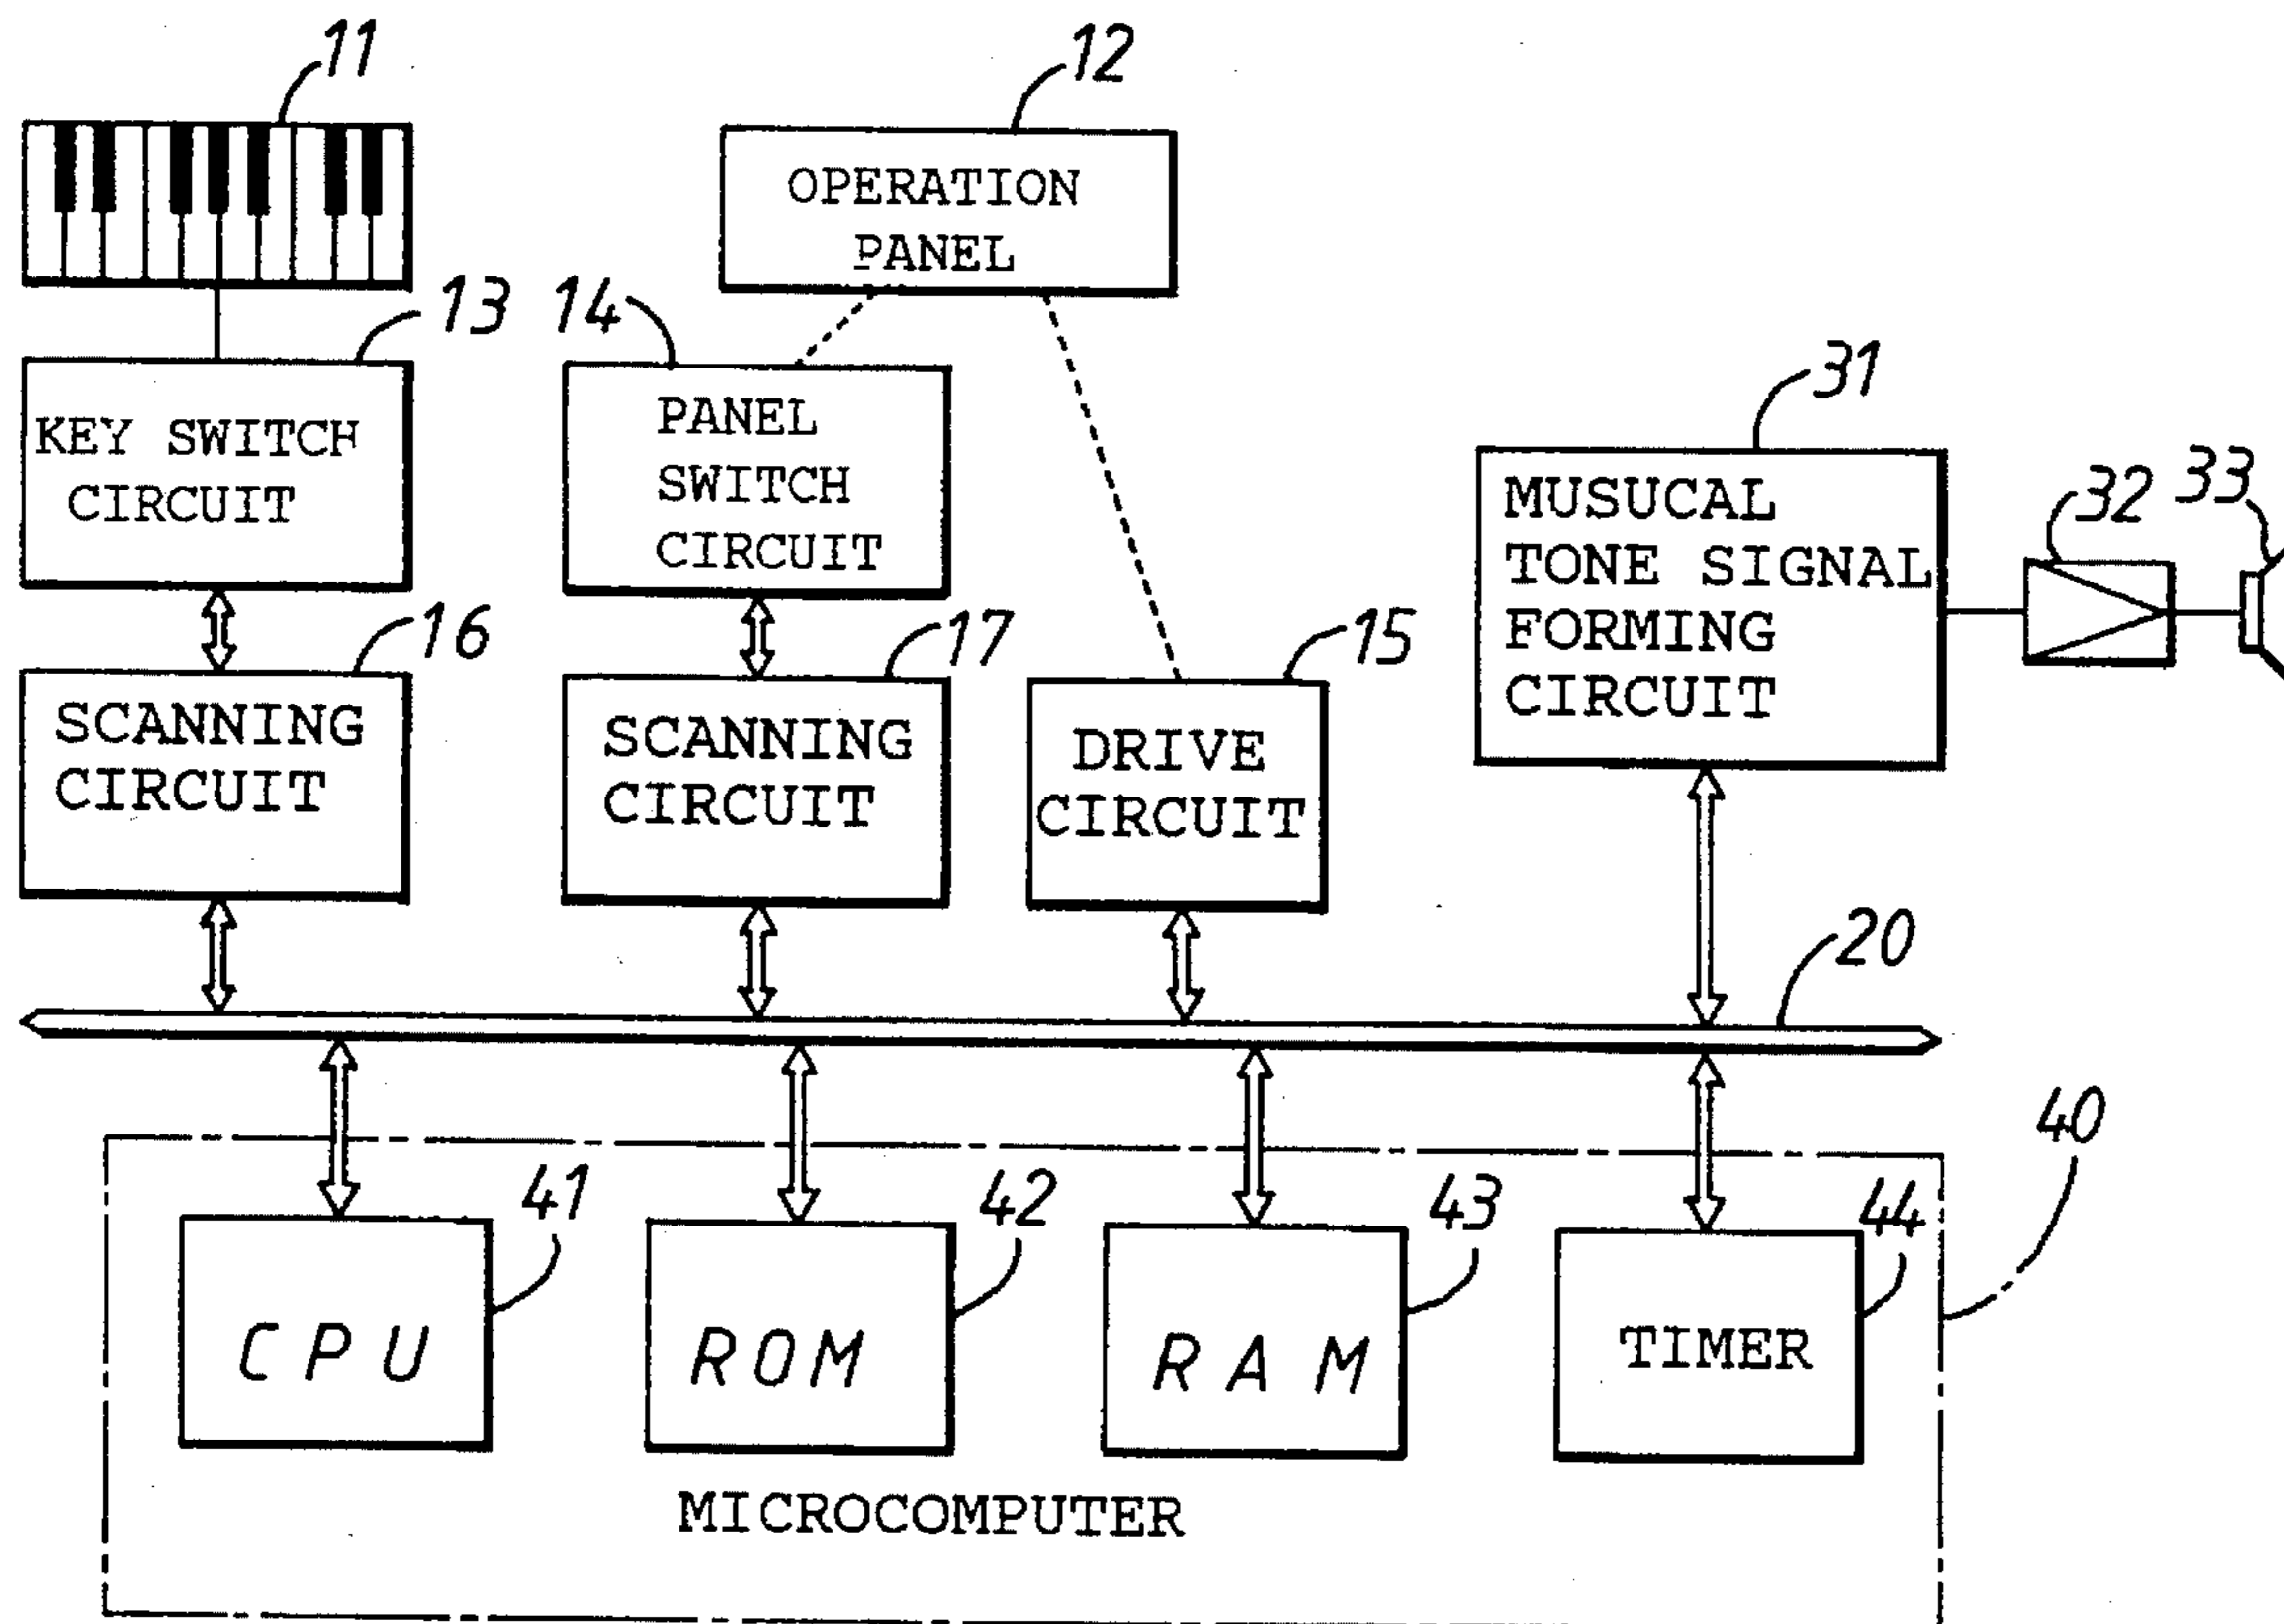 11
12
OPERATION
PANEL
13
14
KEY SWITCH
CIRCUIT
PANEL
SWITCH
CIRCUIT
31
MUSUCAL
TONE SIGNAL
FORMING
CIRCUIT
32
33
16
17
15
SCANNING
CIRCUIT
SCANNING
CIRCUIT
DRIVE
CIRCUIT
20
40
41
42
43
44
CPU
ROM
RAM
TIMER
MICROCOMPUTER